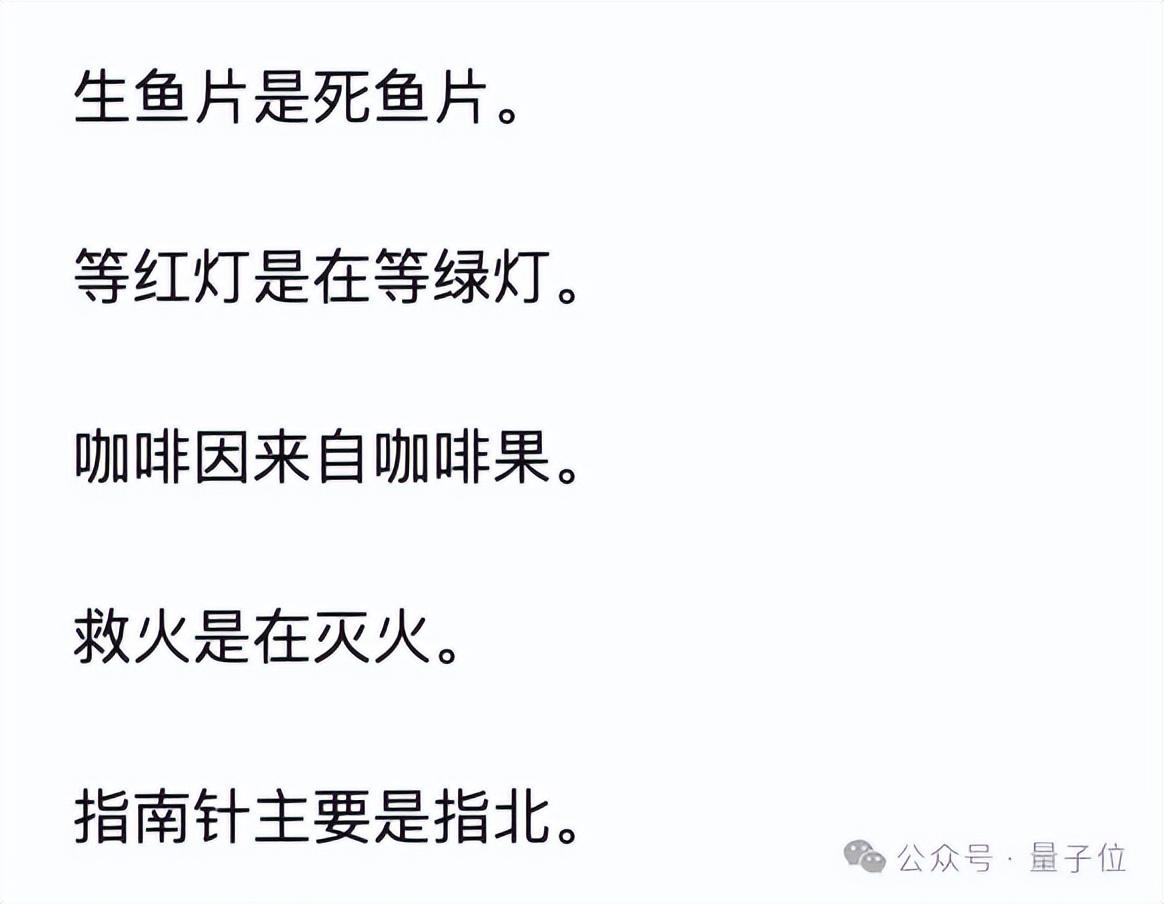 生鱼片是死鱼片。
等红灯是在等绿灯。
咖啡因来自咖啡果。
救火是在灭火。
指南针主要是指北。
公众号·量子位